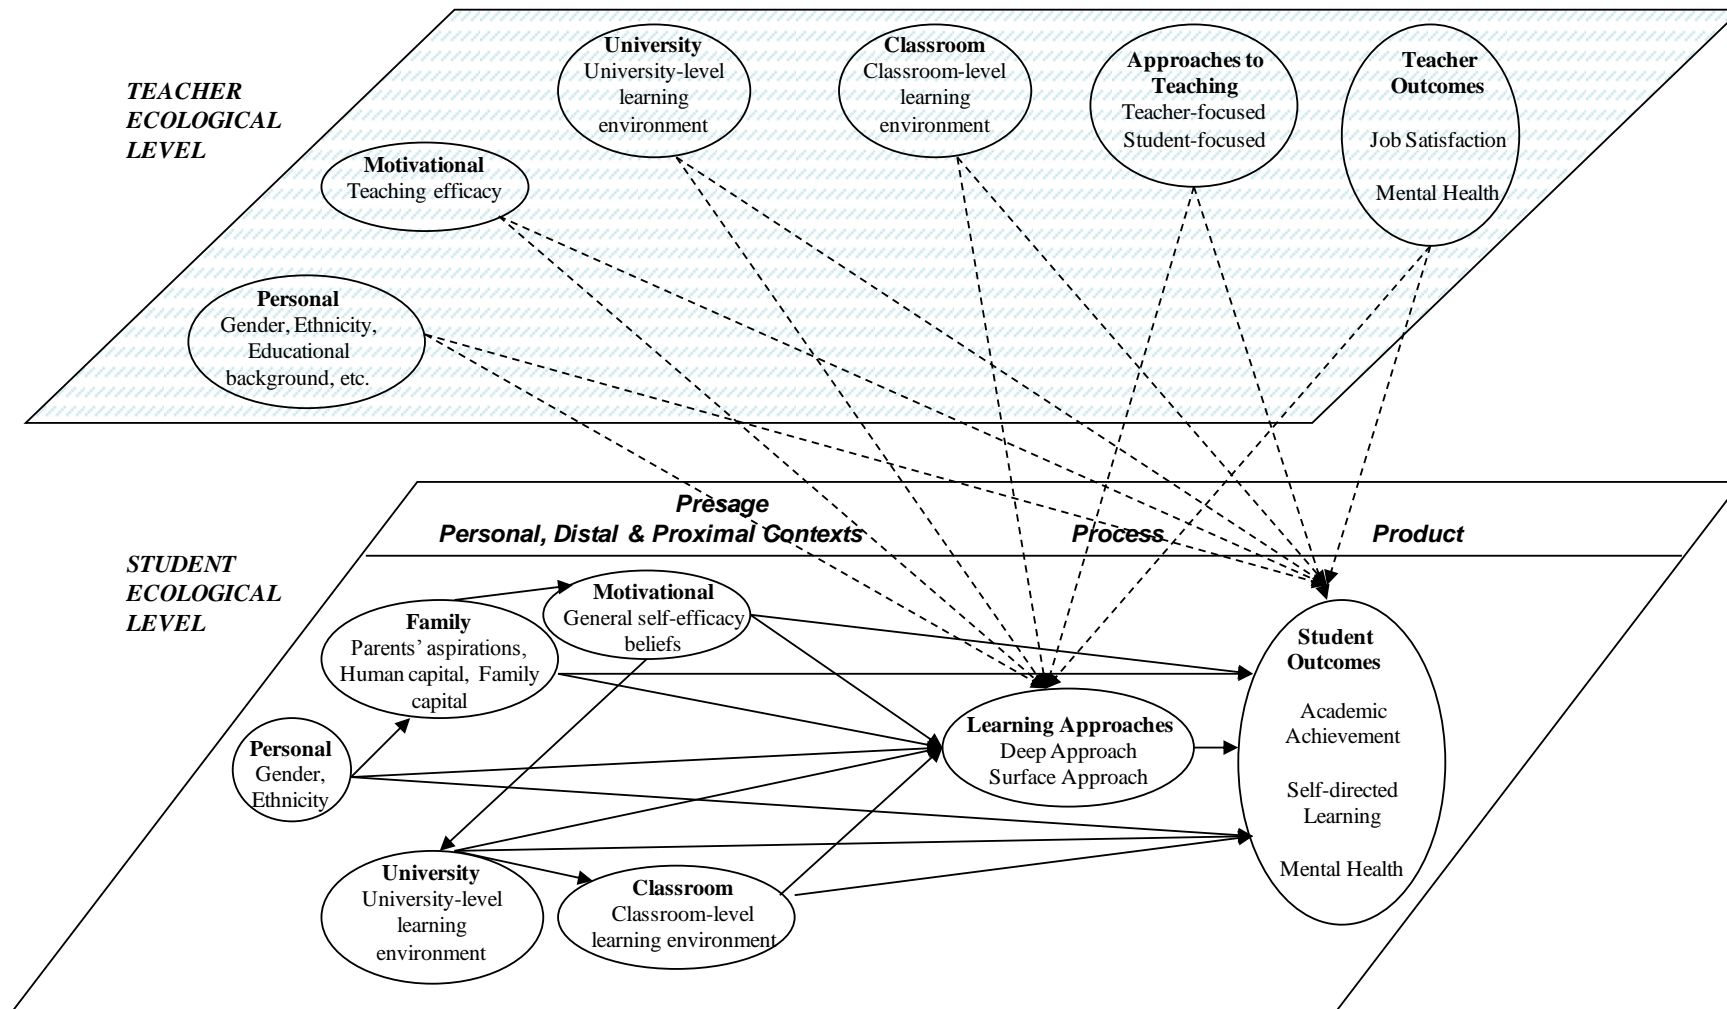 TEACHER
ECOLOGICAL
LEVEL
University
University-level
learning
environment
Classroom
Classroom-level
learning
environment
Approaches to
Teaching
Teacher-focused
Student-focused
Teacher
Outcomes
Job Satisfaction
Mental Health
Motivational
Teaching efficacy
Personal
Gender, Ethnicity,
Educational
background, etc.
Presage
Personal, Distal & Proximal Contexts
Process
Product
STUDENT
ECOLOGICAL
LEVEL
Motivational
General self-efficacy
beliefs
Family
Parents’ aspirations,
Human capital, Family
capital
Personal
Gender,
Ethnicity
Learning Approaches
Deep Approach
Surface Approach
Student
Outcomes
Academic
Achievement
Self-directed
Learning
Mental Health
University
University-level
learning
environment
Classroom
Classroom-level
learning environment